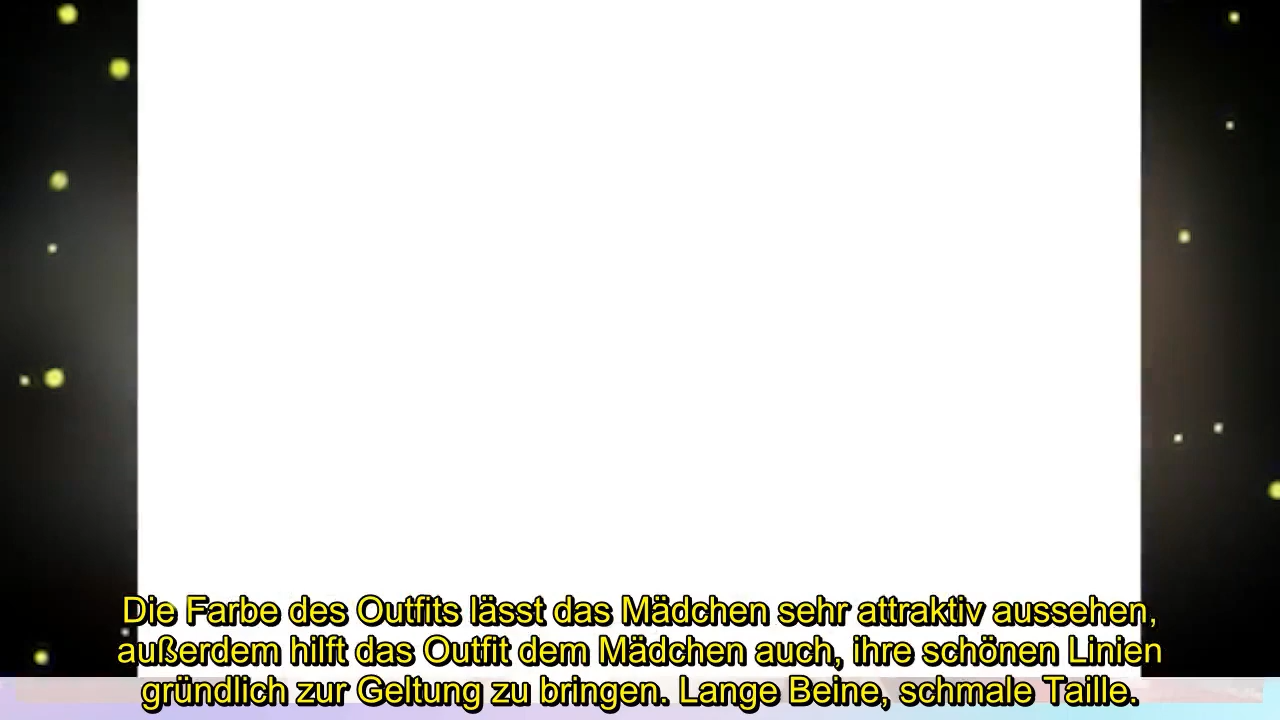 Die Farbe des Outfits lässt das Mädchen sehr attraktiv aussehen,
außerdem hilft das Outfit dem Mädchen auch, ihre schönen Linien
gründlich zur Geltung zu bringen. Lange Beine, schmale Taille.